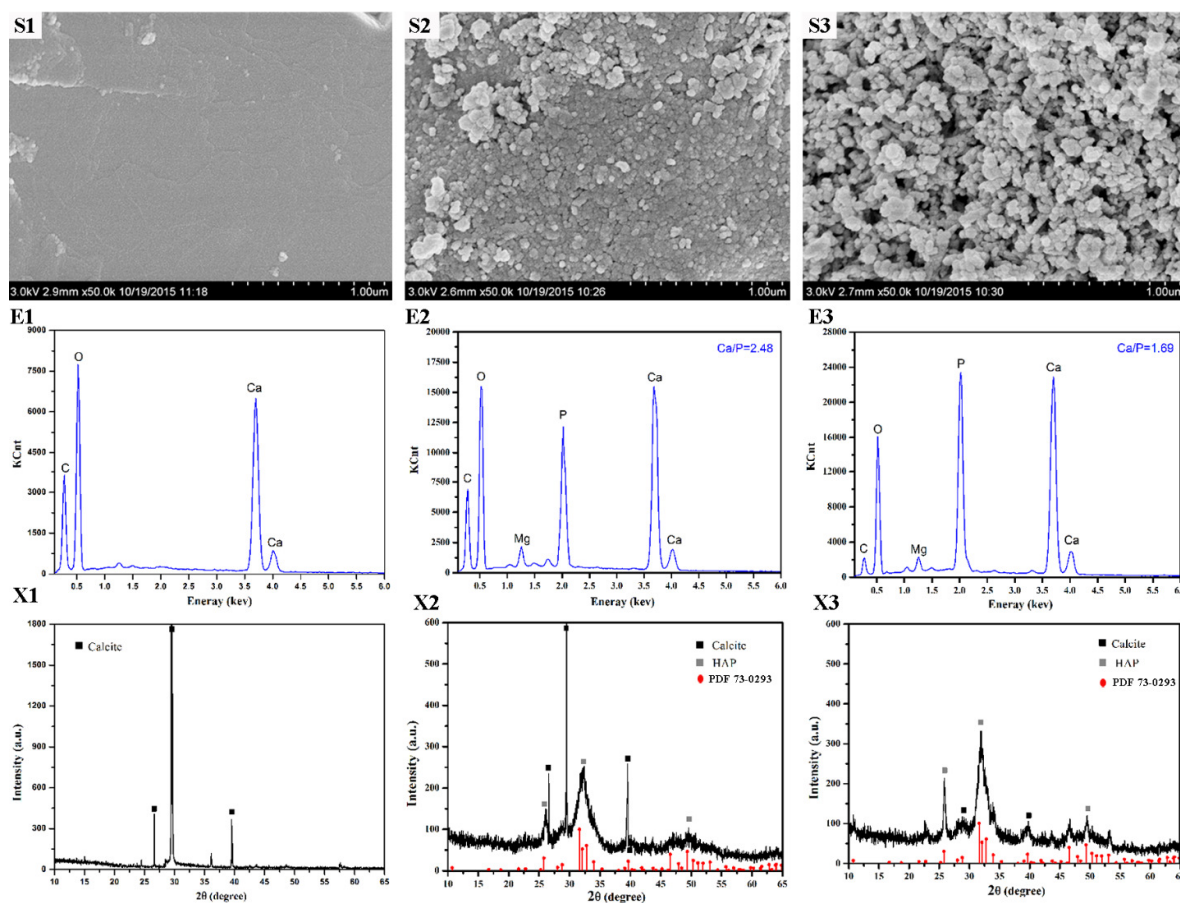 S1
3.0kV 2.9mm x50.0k 10/19/2015 11:18
1.00um
S2
3.0kV 2.6mm x50.0k 10/19/2015 10:26
1.00um
S3
3.0kV 2.7mm x50.0k 10/19/2015 10:30
1.00um
E1
9000
7500
6000
4500
3000
1500
0
KCnt
C
O
Ca
Ca
0.5 1.0 1.5 2.0 2.5 3.0 3.5 4.0 4.5 5.0 5.5 6.0
Eneray (kev)
E2
20000
17500
15000
12500
10000
7500
5000
2500
0
KCnt
Ca/P=2.48
C
O
Mg
P
Ca
Ca
0.5 1.0 1.5 2.0 2.5 3.0 3.5 4.0 4.5 5.0 5.5 6.0
Eneray (kev)
E3
28000
24000
20000
16000
12000
8000
4000
0
KCnt
Ca/P=1.69
C
O
Mg
P
Ca
Ca
0.5 1.0 1.5 2.0 2.5 3.0 3.5 4.0 4.5 5.0 5.5 6.0
Eneray (kev)
X1
1800
1500
1200
900
600
300
0
Intensity (a.u.)
Calcite
10 15 20 25 30 35 40 45 50 55 60 65
2θ (degree)
X2
600
500
400
300
200
100
0
Intensity (a.u.)
Calcite
HAP
PDF 73-0293
10 15 20 25 30 35 40 45 50 55 60 65
2θ (degree)
X3
600
500
400
300
200
100
0
Intensity (a.u.)
Calcite
HAP
PDF 73-0293
10 15 20 25 30 35 40 45 50 55 60 65
2θ (degree)